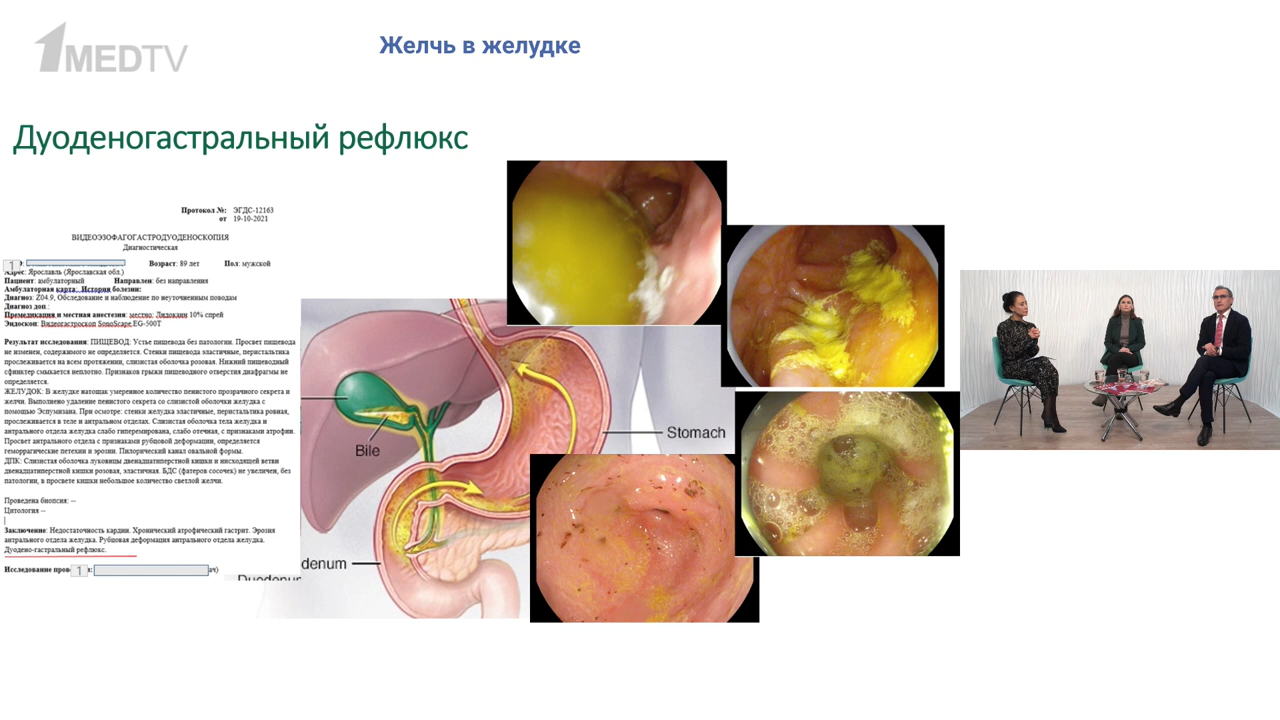 1MEDTV
Желчь в желудке
Дуоденогастральный рефлюкс
Протокол №: ЭГДС-12163
от 19-10-2021
ВИДЕОЭЗОФАГОГАСТРОДУОДЕНОСКОПИЯ
Диагностическая
1
Возраст: 89 лет Пол: мужской
Адрес: Ярославль (Ярославская обл.)
Пациент: амбулаторный Направлен: без направления
Амбулаторная карта: История болезни:
Диагноз: Z04.9, Обследование и наблюдение по неуточненным поводам
Диагноз доп.:
Премедикация и местная анестезия: местно: Лидокаин 10% спрей
Эндоскоп: Видеогастроскоп SonoScape EG-500T
Результат исследования: ПИЩЕВОД: Устье пищевода без патологии. Просвет пищевода
не изменен, содержимого не определяется. Стенки пищевода эластичные, перистальтика
прослеживается на всем протяжении, слизистая оболочка розовая. Нижний пищеводный
сфинктер смыкается неплотно. Признаков грыжи пищеводного отверстия диафрагмы не
определяется.
ЖЕЛУДОК: В желудке натощак умеренное количество пенистого прозрачного секрета и
желчи. Выполнено удаление пенистого секрета со слизистой оболочки желудка с
помощью Эспумизана. При осмотре: стенки желудка эластичные, перистальтика ровная,
прослеживается в теле и антральном отделах. Слизистая оболочка тела желудка и
антрального отдела желудка слабо гиперемирована, слабо отечная, с признаками атрофии.
Просвет антрального отдела с признаками рубцовой деформации, определяется
геморрагические петехии и эрозии. Пилорический канал овальной формы.
ДПК: Слизистая оболочка луковицы двенадцатиперстной кишки и нисходящей ветви
двенадцатиперстной кишки розовая, эластичная. БДС (фатеров сосочек) не увеличен, без
патологии, в просвете кишки небольшое количество светлой желчи.
Проведена биопсия: --
Цитология --
Заключение: Недостаточность кардии. Хронический атрофический гастрит. Эрозия
антрального отдела желудка. Рубцовая деформация антрального отдела желудка.
Дуодено-гастральный рефлюкс.
Исследование пров 1 ач)
Bile
Stomach
denum
Duodenum